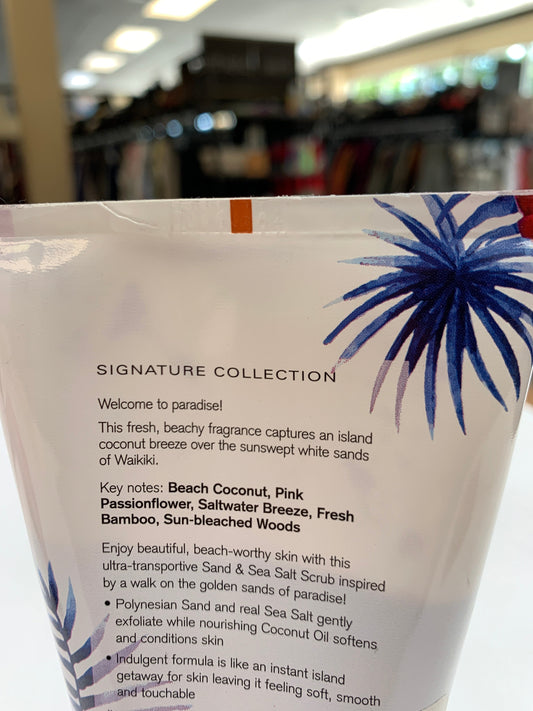 SIGNATURE COLLECTION
Welcome to paradise!
This fresh, beachy fragrance captures an island
coconut breeze over the sunswept white sands
of Waikiki.
Key notes: Beach Coconut, Pink
Passionflower, Saltwater Breeze, Fresh
Bamboo, Sun-bleached Woods
Enjoy beautiful, beach-worthy skin with this
ultra-transportive Sand & Sea Salt Scrub inspired
by a walk on the golden sands of paradise!
• Polynesian Sand and real Sea Salt gently
exfoliate while nourishing Coconut Oil softens
and conditions skin
• Indulgent formula is like an instant island
getaway for skin leaving it feeling soft, smooth
and touchable